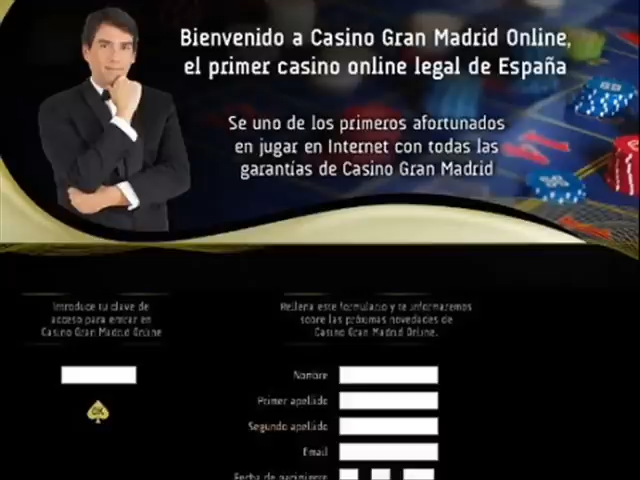 Bienvenido a Casino Gran Madrid Online,
el primer casino online legal de España
Se uno de los primeros afortunados
en jugar en Internet con todas las
garantías de Casino Gran Madrid
Introduce tu clave de
acceso para entrar en
Casino Gran Madrid Online
Rellena este formulario y te informaremos
sobre las próximas novedades de
Casino Gran Madrid Online.
OK
Nombre
Primer apellido
Segundo apellido
Email
Fecha de nacimiento